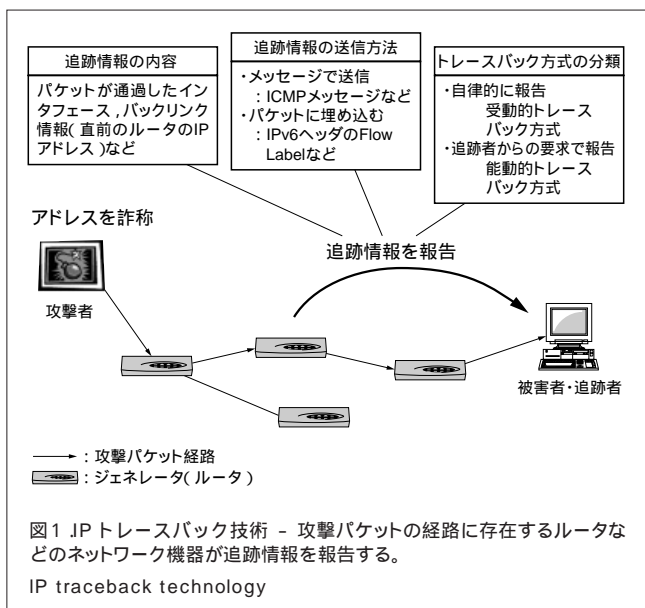 追跡情報の内容
パケットが通過したイン
タフェース，バックリンク
情報（直前のルータのIP
アドレス）など
追跡情報の送信方法
・メッセージで送信
：ICMPメッセージなど
・パケットに埋め込む
：IPv6ヘッダのFlow
Labelなど
トレースバック方式の分類
・自律的に報告
受動的トレース
バック方式
・追跡者からの要求で報告
能動的トレース
バック方式
アドレスを詐称
追跡情報を報告
攻撃者
被害者・追跡者
：攻撃パケット経路
：ジェネレータ（ルータ）
図1.IPトレースバック技術 － 攻撃パケットの経路に存在するルータな
どのネットワーク機器が追跡情報を報告する。
IP traceback technology